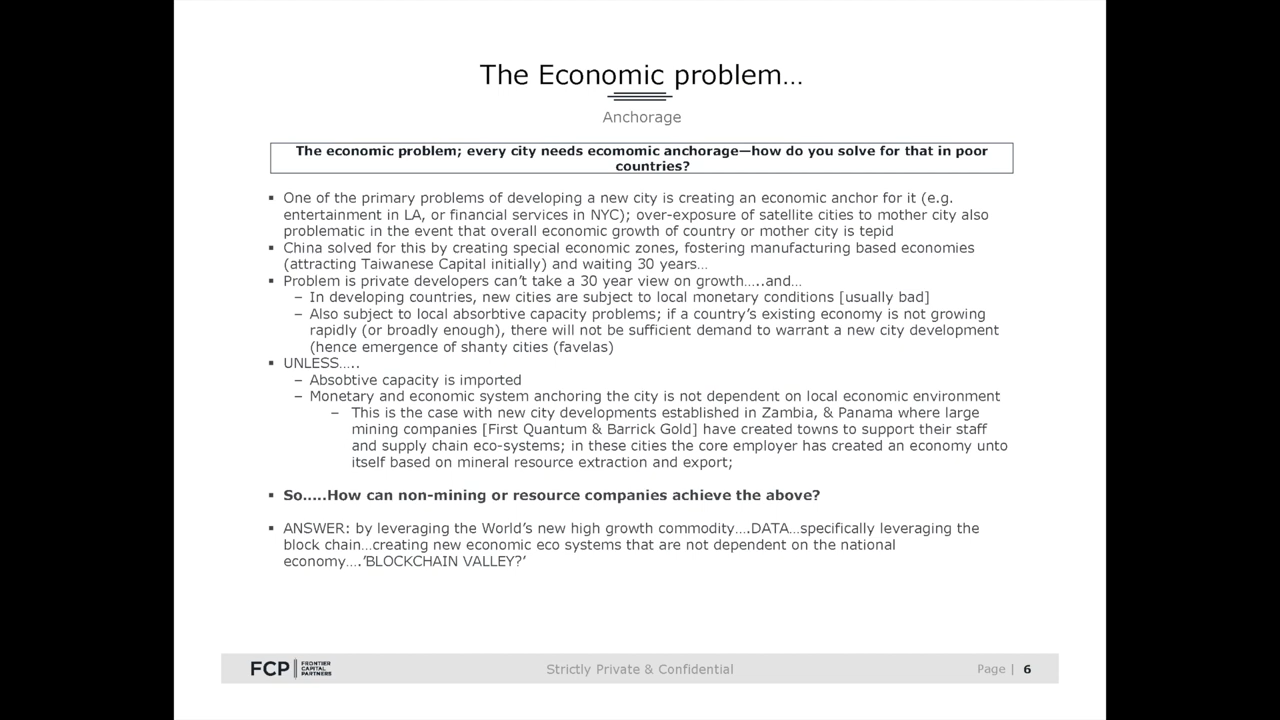 The Economic problem...
Anchorage
The economic problem; every city needs ecomomic anchorage—how do you solve for that in poor
countries?
▪ One of the primary problems of developing a new city is creating an economic anchor for it (e.g.
entertainment in LA, or financial services in NYC); over-exposure of satellite cities to mother city also
problematic in the event that overall economic growth of country or mother city is tepid
▪ China solved for this by creating special economic zones, fostering manufacturing based economies
(attracting Taiwanese Capital initially) and waiting 30 years…
▪ Problem is private developers can’t take a 30 year view on growth…..and…
– In developing countries, new cities are subject to local monetary conditions [usually bad]
– Also subject to local absorbtive capacity problems; if a country’s existing economy is not growing
rapidly (or broadly enough), there will not be sufficient demand to warrant a new city development
(hence emergence of shanty cities (favelas)
▪ UNLESS…..
– Absobtive capacity is imported
– Monetary and economic system anchoring the city is not dependent on local economic environment
– This is the case with new city developments established in Zambia, & Panama where large
mining companies [First Quantum & Barrick Gold] have created towns to support their staff
and supply chain eco-systems; in these cities the core employer has created an economy unto
itself based on mineral resource extraction and export;
▪ So…..How can non-mining or resource companies achieve the above?
▪ ANSWER: by leveraging the World’s new high growth commodity….DATA…specifically leveraging the
block chain…creating new economic eco systems that are not dependent on the national
economy….’BLOCKCHAIN VALLEY?’
FCP FRONTIER
CAPITAL
PARTNERS
Strictly Private & Confidential
Page | 6